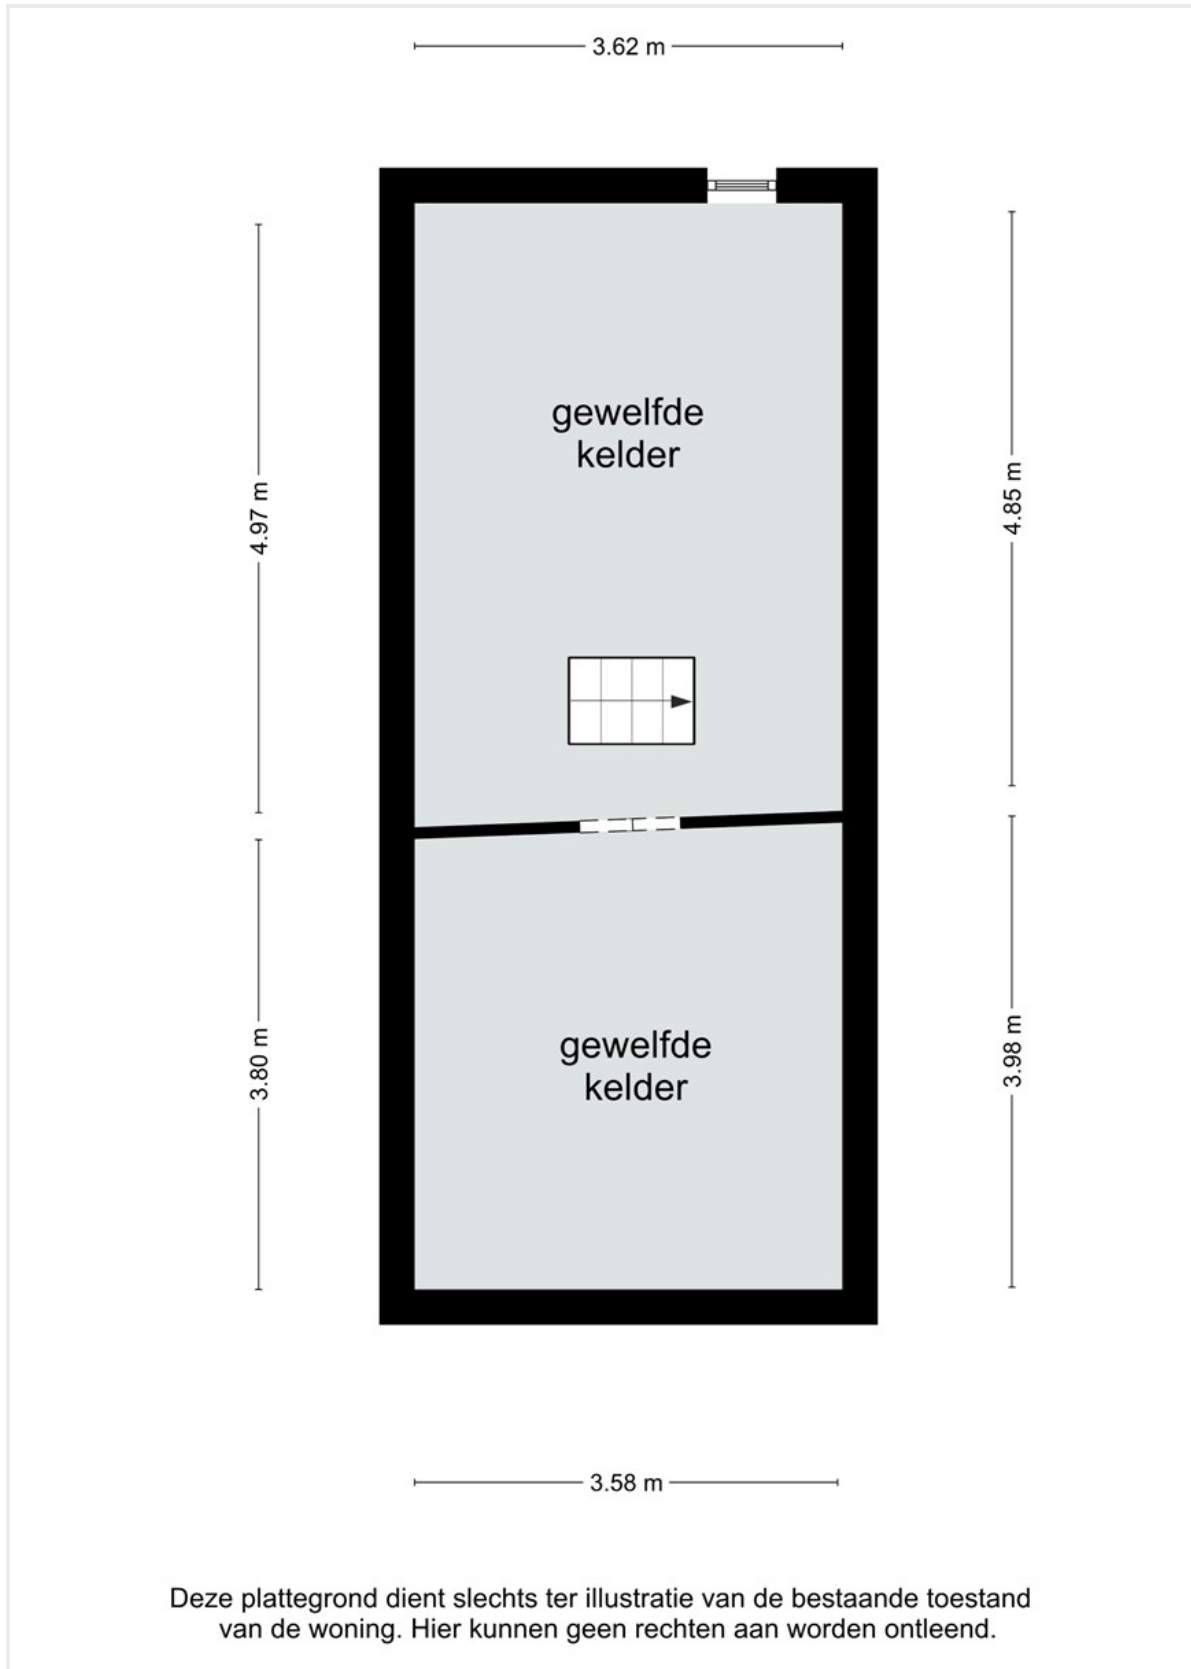 3.62 m
gewelfde
kelder
4.97 m
4.85 m
gewelfde
kelder
3.80 m
3.98 m
3.58 m
Deze plattegrond dient slechts ter illustratie van de bestaande toestand
van de woning. Hier kunnen geen rechten aan worden ontleend.